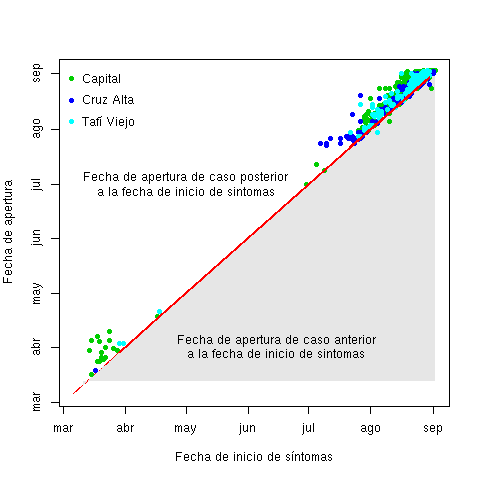 Capital
Cruz Alta
Tafí Viejo
Fecha de apertura de caso posterior
a la fecha de inicio de sintomas
Fecha de apertura de caso anterior
a la fecha de inicio de sintomas
Fecha de apertura
sep
ago
jul
jun
may
abr
mar
mar
abr
may
jun
jul
ago
sep
Fecha de inicio de síntomas